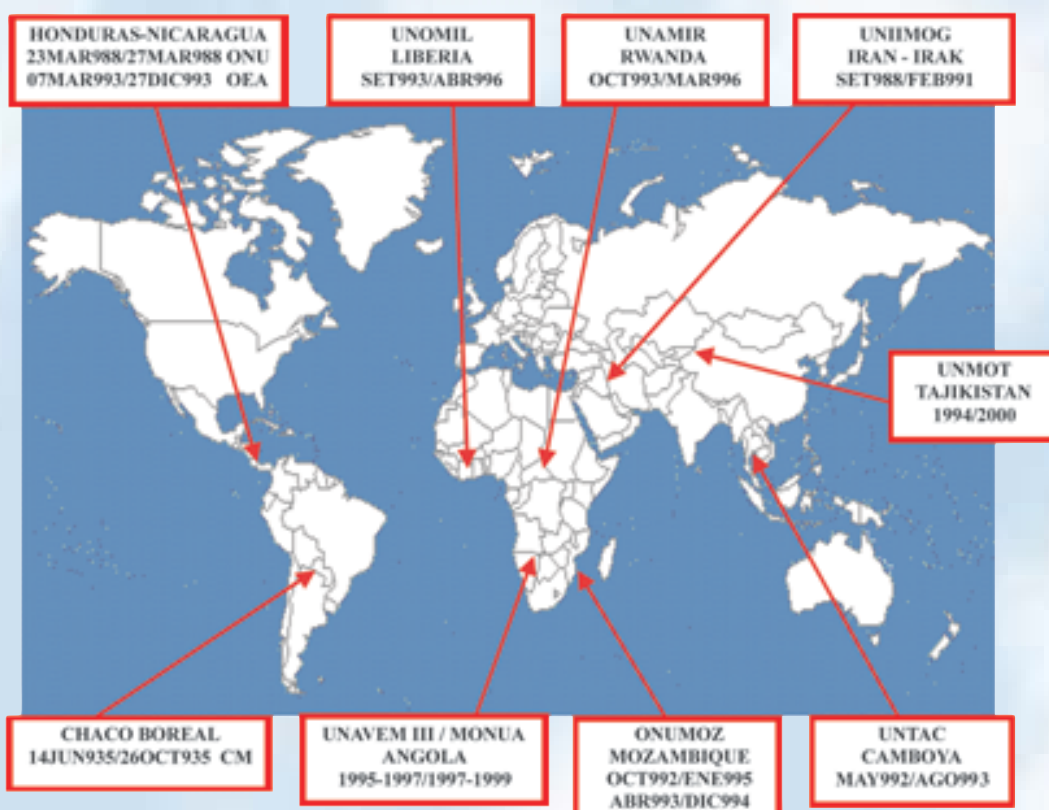 HONDURAS-NICARAGUA
23MAR988/27MAR988 ONU
07MAR993/27DIC993 OEA
UNOMIL
LIBERIA
SET993/ABR996
UNAMIR
RWANDA
OCT993/MAR996
UNIIMOG
IRAN - IRAK
SET988/FEB991
UNMOT
TAJIKISTAN
1994/2000
CHACO BOREAL
14JUN935/26OCT935 CM
UNAVEM III / MONUA
ANGOLA
1995-1997/1997-1999
ONUMOZ
MOZAMBIQUE
OCT992/ENE995
ABR993/DIC994
UNTAC
CAMBOYA
MAY992/AGO993